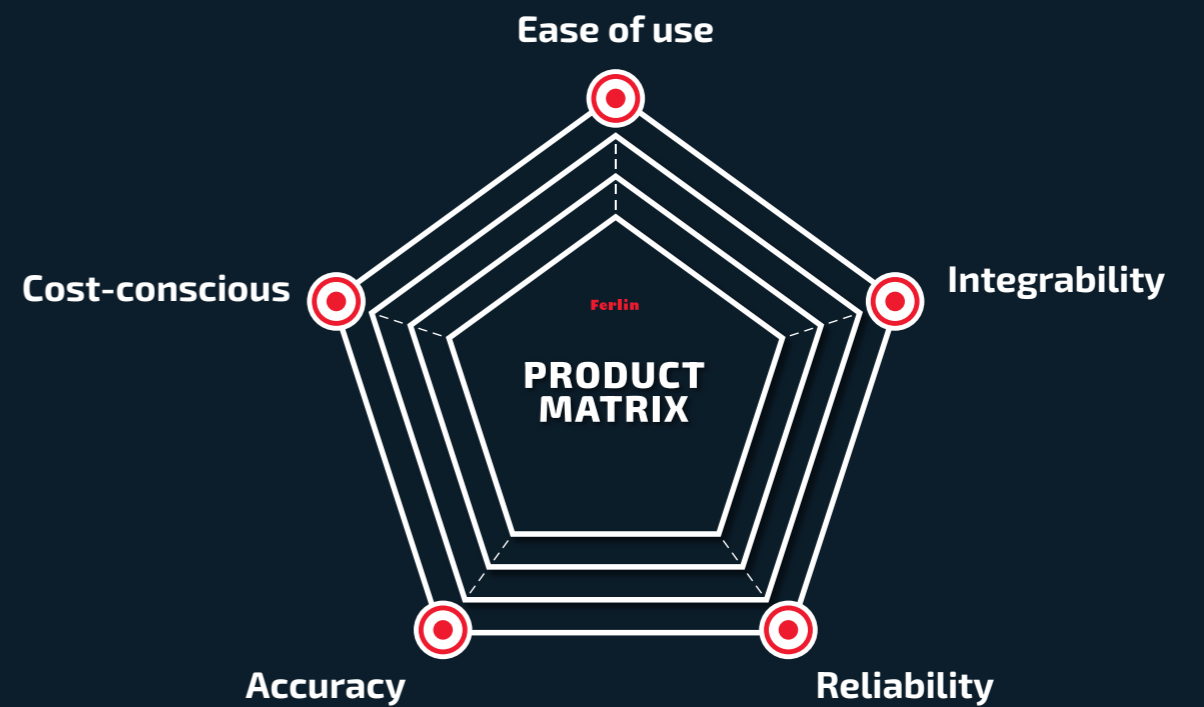 Ease of use
Cost-conscious
Integrability
Ferlin
PRODUCT
MATRIX
Accuracy
Reliability